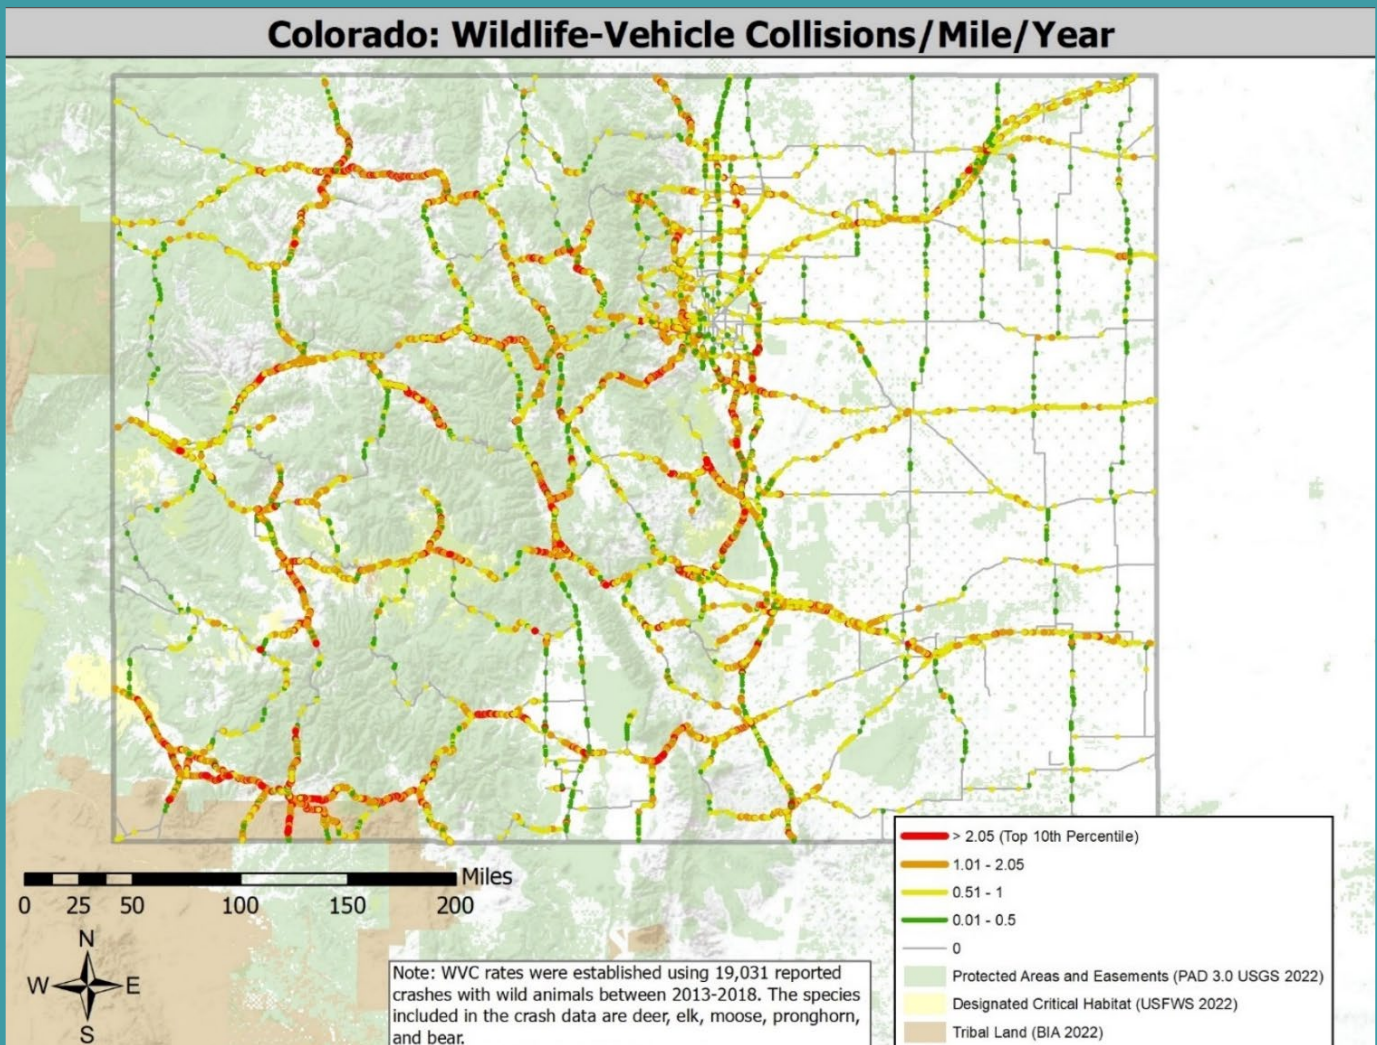 Colorado: Wildlife-Vehicle Collisions/Mile/Year
> 2.05 (Top 10th Percentile)
1.01 - 2.05
0.51 - 1
0.01 - 0.5
0
Protected Areas and Easements (PAD 3.0 USGS 2022)
Designated Critical Habitat (USFWS 2022)
Tribal Land (BIA 2022)
Miles
0 25 50 100 150 200
N
W E
S
Note: WVC rates were established using 19,031 reported
crashes with wild animals between 2013-2018. The species
included in the crash data are deer, elk, moose, pronghorn,
and bear.